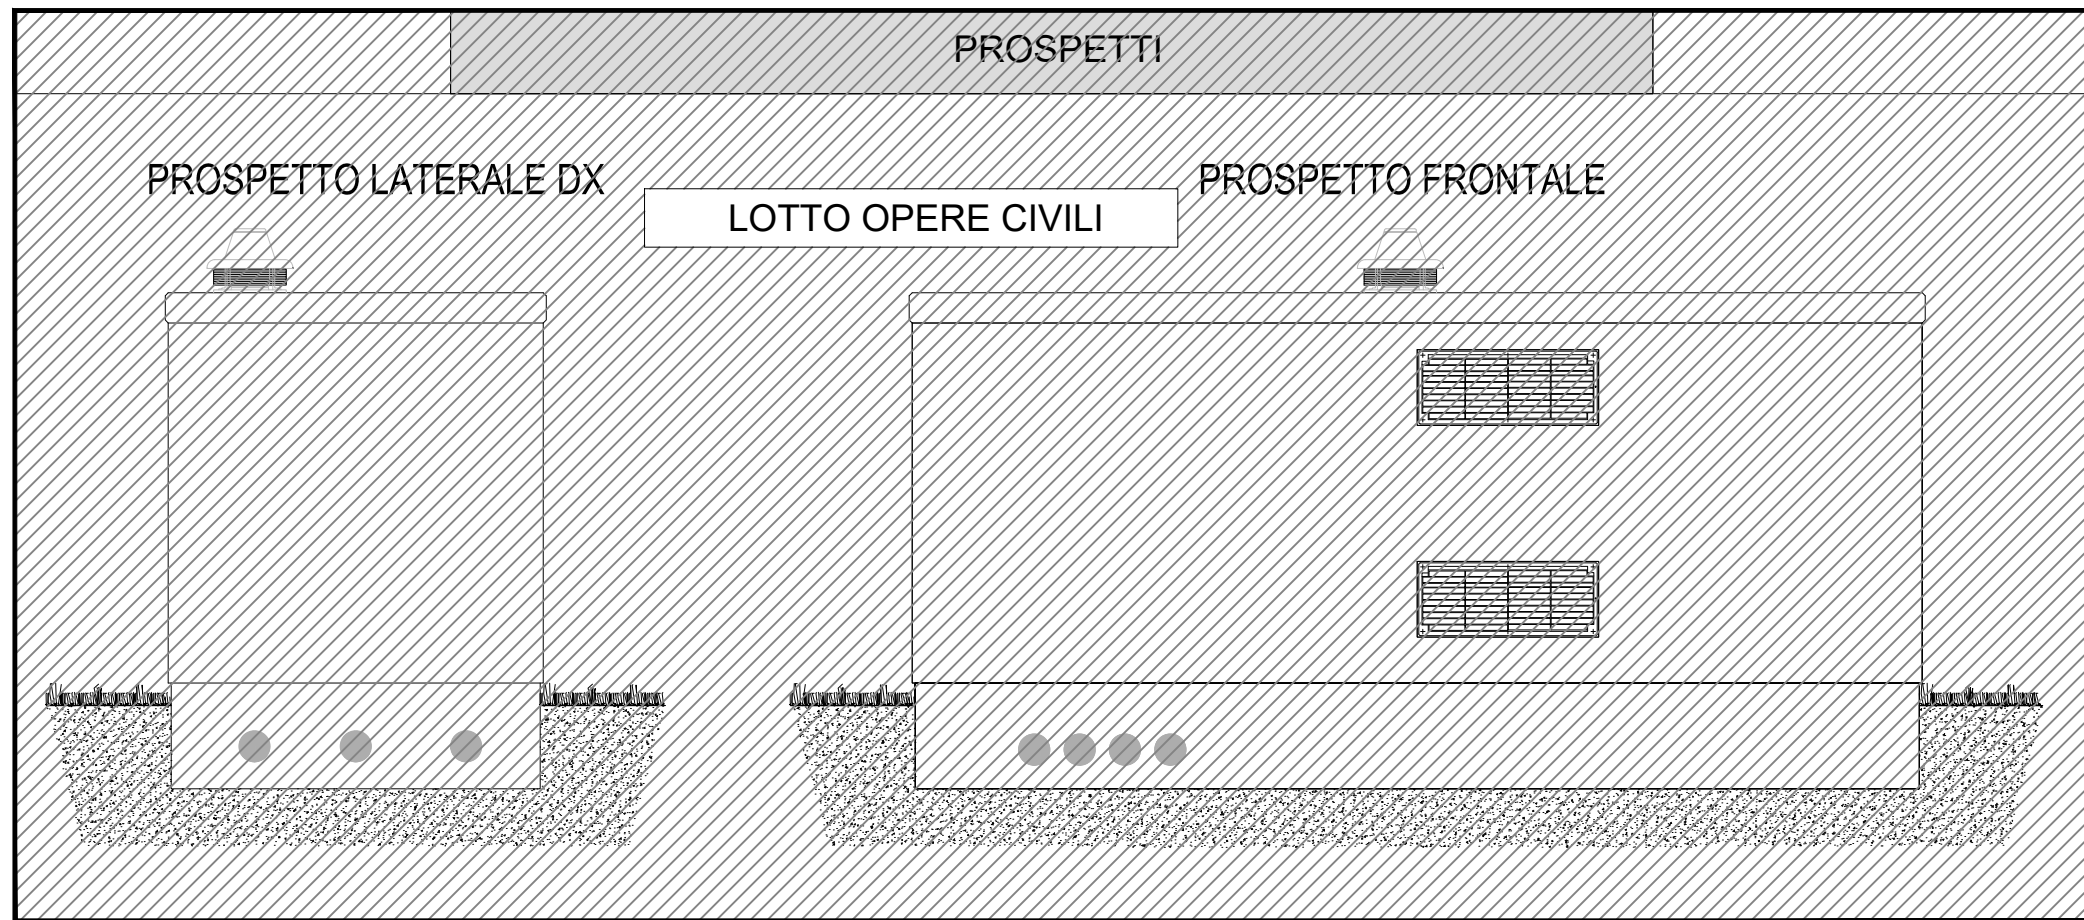 PROSPETTI
PROSPETTO LATERALE DX
PROSPETTO FRONTALE
LOTTO OPERE CIVILI